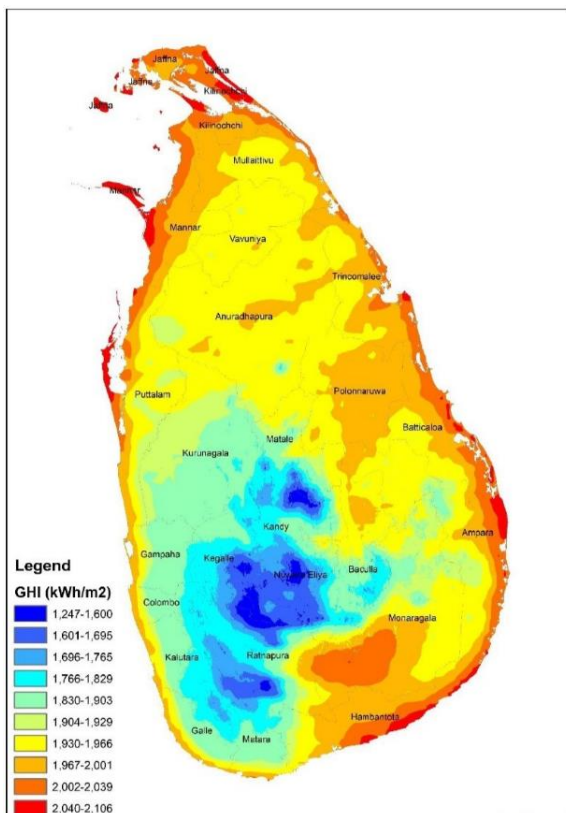 Jaffna
Jaffna
Jaffna
Kilinochchi
Jaffna
Kilinochchi
Mullaittivu
Mannar
Mannar
Vavuniya
Trincomalee
Anuradhapura
Puttalam
Polonnaruwa
Batticaloa
Matale
Kurunagala
Kandy
Ampara
Gampaha
Kegalle
Nuwara Eliya
Baculla
Colombo
Monaragala
Kalutara
Ratnapura
Hambantota
Galle
Matara
Legend
GHI (kWh/m2)
1,247-1,600
1,601-1,695
1,696-1,765
1,766-1,829
1,830-1,903
1,904-1,929
1,930-1,966
1,967-2,001
2,002-2,039
2,040-2,106